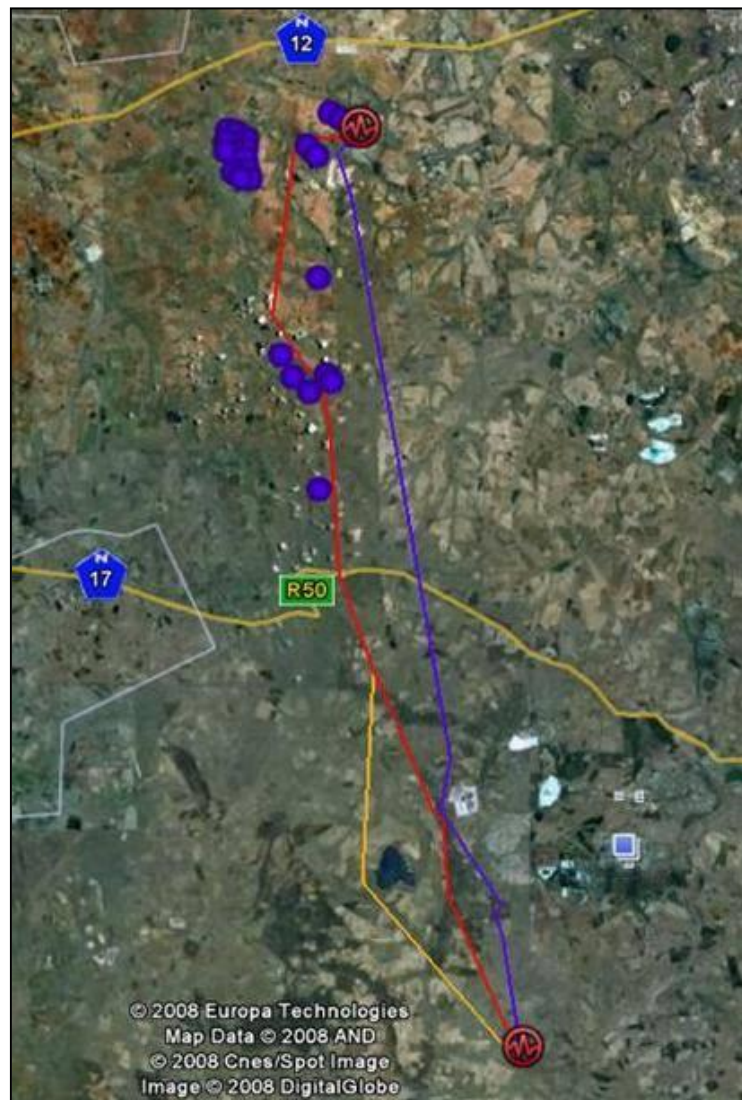 N
12
N
17
R50
© 2008 Europa Technologies
Map Data © 2008 AND
© 2008 Cnes/Spot Image
Image © 2008 DigitalGlobe